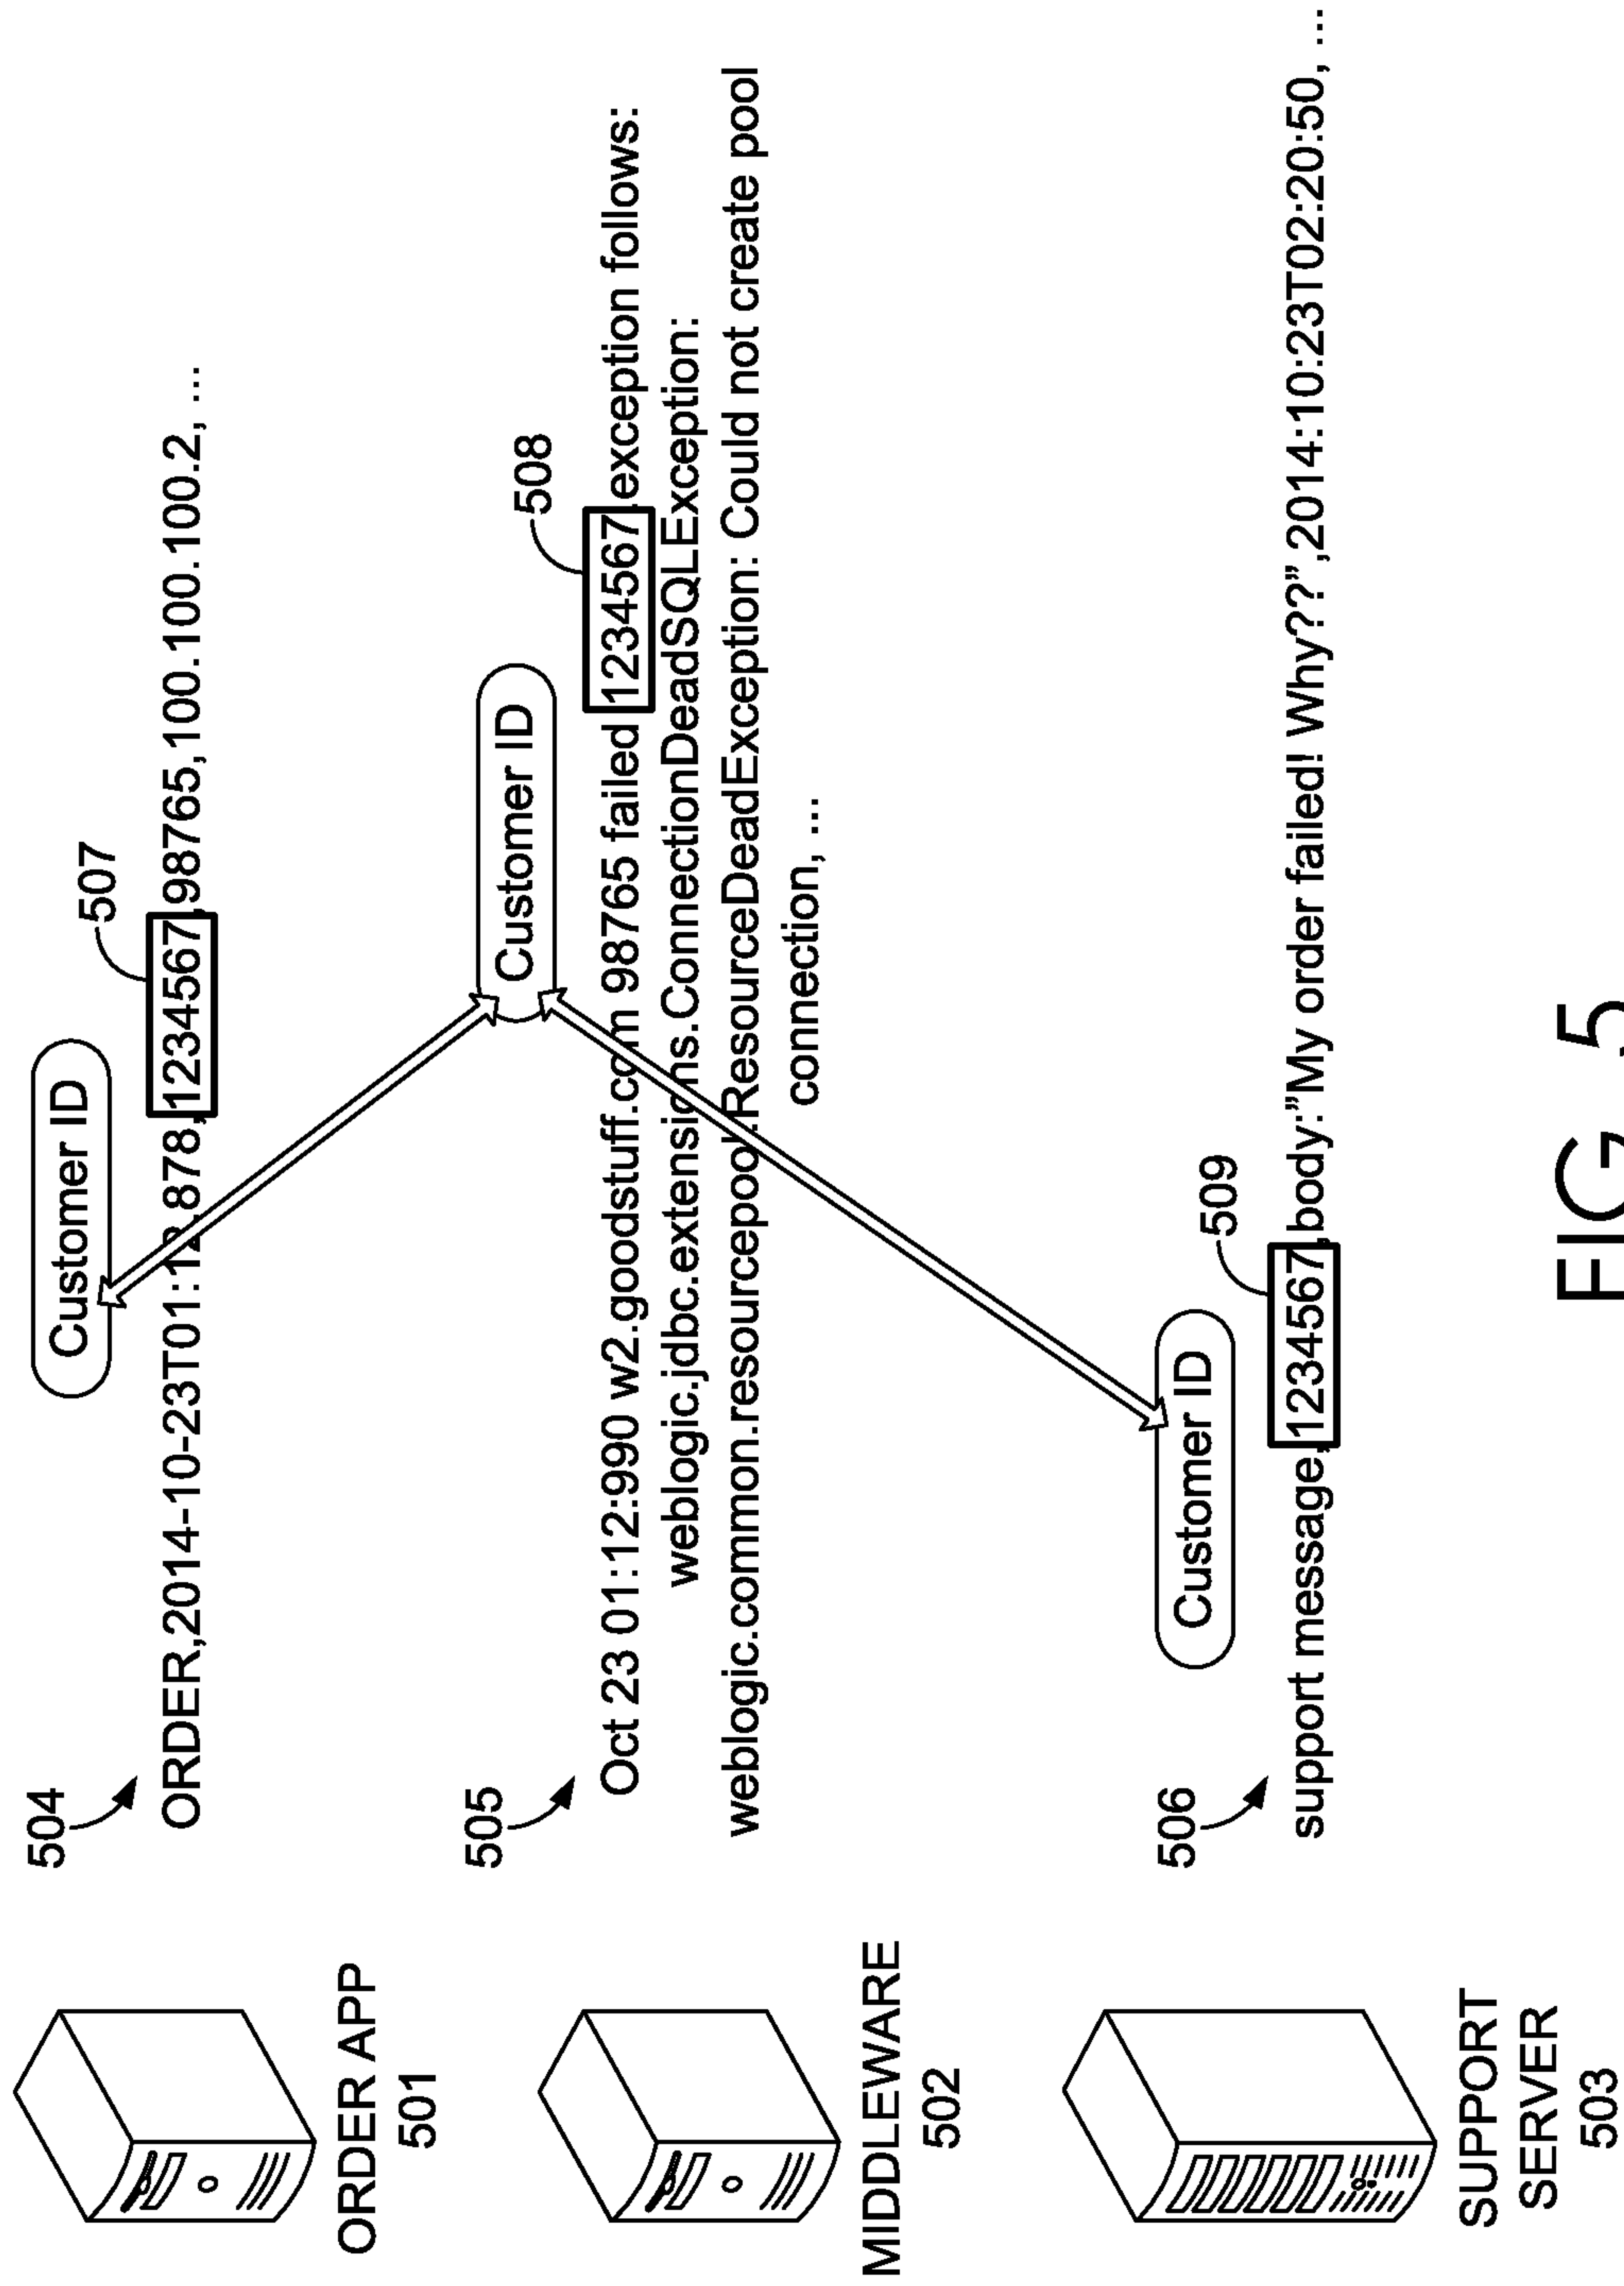 504
Customer ID
507
ORDER,2014-10-23T01:12.878,1234567,98765,100.100.100.2, ...
ORDER APP
501
505
Customer ID
508
Oct 23 01:12:990 w2.goodstuff.com 98765 failed 1234567,exception follows:
weblogic.jdbc.extensions.ConnectionDeadSQLException:
weblogic.common.resourcepool.ResourceDeadException: Could not create pool
connection, ...
MIDDLEWARE
502
506
Customer ID
509
support message,1234567,body:"My order failed! Why??",2014:10:23T02:20:50, ...
SUPPORT
SERVER
503
FIG. 5